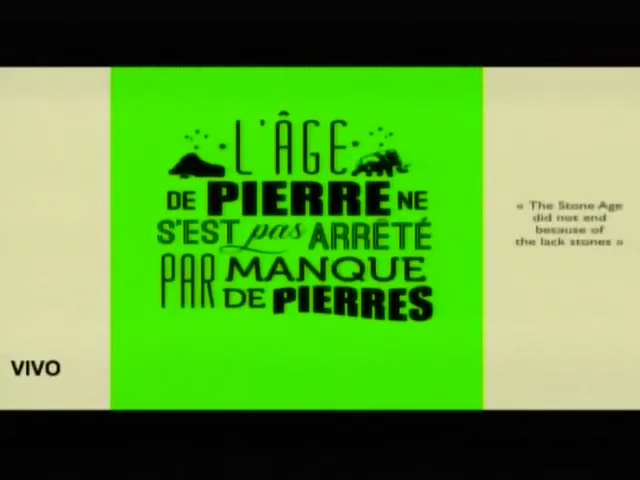 L'ÂGE
DE PIERRE NE
S'EST pas ARRÊTÉ
PAR MANQUE
DE PIERRES
« The Stone Age
did not end
because of
the lack stones »
VIVO